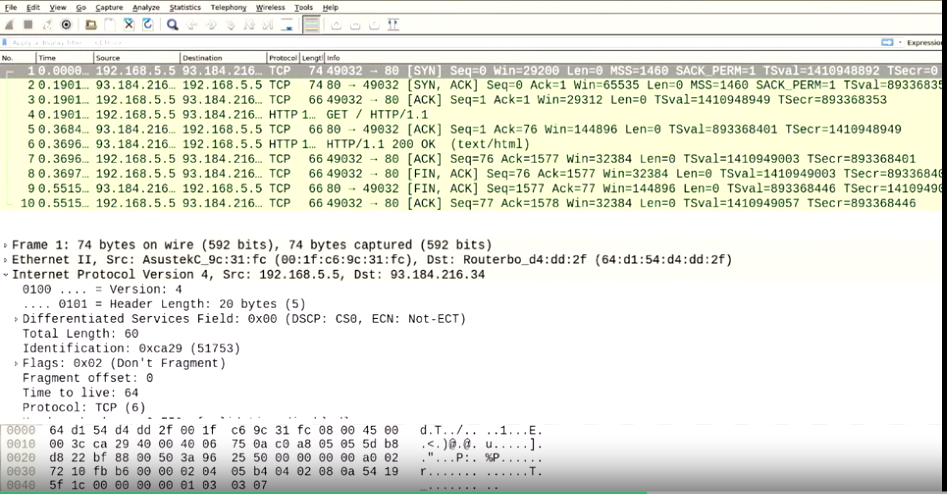 File Edit View Go Capture Analyze Statistics Telephony Wireless Tools Help
Expression
No. Time Source Destination Protocol Lengtl Info
1 0.0000… 192.168.5.5 93.184.216… TCP 74 49032 → 80 [SYN] Seq=0 Win=29200 Len=0 MSS=1460 SACK_PERM=1 TSval=1410948892 TSecr=0
2 0.1901… 93.184.216… 192.168.5.5 TCP 74 80 → 49032 [SYN, ACK] Seq=0 Ack=1 Win=65535 Len=0 MSS=1460 SACK_PERM=1 TSval=89336835
3 0.1901… 192.168.5.5 93.184.216… TCP 66 49032 → 80 [ACK] Seq=1 Ack=1 Win=29312 Len=0 TSval=1410948949 TSecr=893368353
4 0.1901… 192.168.5.5 93.184.216… HTTP 1… GET / HTTP/1.1
5 0.3684… 93.184.216… 192.168.5.5 TCP 66 80 → 49032 [ACK] Seq=1 Ack=76 Win=144896 Len=0 TSval=893368401 TSecr=1410948949
6 0.3696… 93.184.216… 192.168.5.5 HTTP 1… HTTP/1.1 200 OK (text/html)
7 0.3696… 192.168.5.5 93.184.216… TCP 66 49032 → 80 [ACK] Seq=76 Ack=1577 Win=32384 Len=0 TSval=1410949003 TSecr=893368401
8 0.3697… 192.168.5.5 93.184.216… TCP 66 49032 → 80 [FIN, ACK] Seq=76 Ack=1577 Win=32384 Len=0 TSval=1410949003 TSecr=8933684
9 0.5515… 93.184.216… 192.168.5.5 TCP 66 80 → 49032 [FIN, ACK] Seq=1577 Ack=77 Win=144896 Len=0 TSval=893368446 TSecr=14109490
10 0.5515… 192.168.5.5 93.184.216… TCP 66 49032 → 80 [ACK] Seq=77 Ack=1578 Win=32384 Len=0 TSval=1410949057 TSecr=893368446
Frame 1: 74 bytes on wire (592 bits), 74 bytes captured (592 bits)
Ethernet II, Src: AsustekC_9c:31:fc (00:1f:c6:9c:31:fc), Dst: Routerbo_d4:dd:2f (64:d1:54:d4:dd:2f)
Internet Protocol Version 4, Src: 192.168.5.5, Dst: 93.184.216.34
0100 .... = Version: 4
.... 0101 = Header Length: 20 bytes (5)
Differentiated Services Field: 0x00 (DSCP: CS0, ECN: Not-ECT)
Total Length: 60
Identification: 0xca29 (51753)
Flags: 0x02 (Don't Fragment)
Fragment offset: 0
Time to live: 64
Protocol: TCP (6)
0000 64 d1 54 d4 dd 2f 00 1f c6 9c 31 fc 08 00 45 00 d.T../.. ..1...E.
0010 00 3c ca 29 40 00 40 06 75 0a c0 a8 05 05 5d b8 .<.)@.@. u.....].
0020 d8 22 bf 88 00 50 3a 96 25 50 00 00 00 00 a0 02 ."...P:. %P......
0030 72 10 fb b6 00 00 02 04 05 b4 04 02 08 0a 54 19 r....... ......T.
0040 5f 1c 00 00 00 00 01 03 03 07 _....... ..